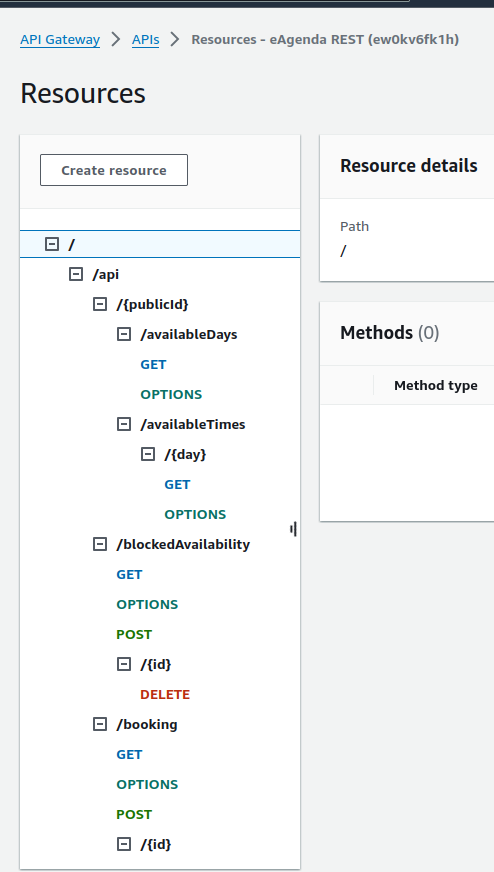 API Gateway > APIs > Resources - eAgenda REST (ew0kv6fk1h)
Resources
Create resource
/
/api
/{publicId}
/availableDays
GET
OPTIONS
/availableTimes
/{day}
GET
OPTIONS
/blockedAvailability
GET
OPTIONS
POST
/{id}
DELETE
/booking
GET
OPTIONS
POST
/{id}
Resource details
Path
/
Methods (0)
Method type